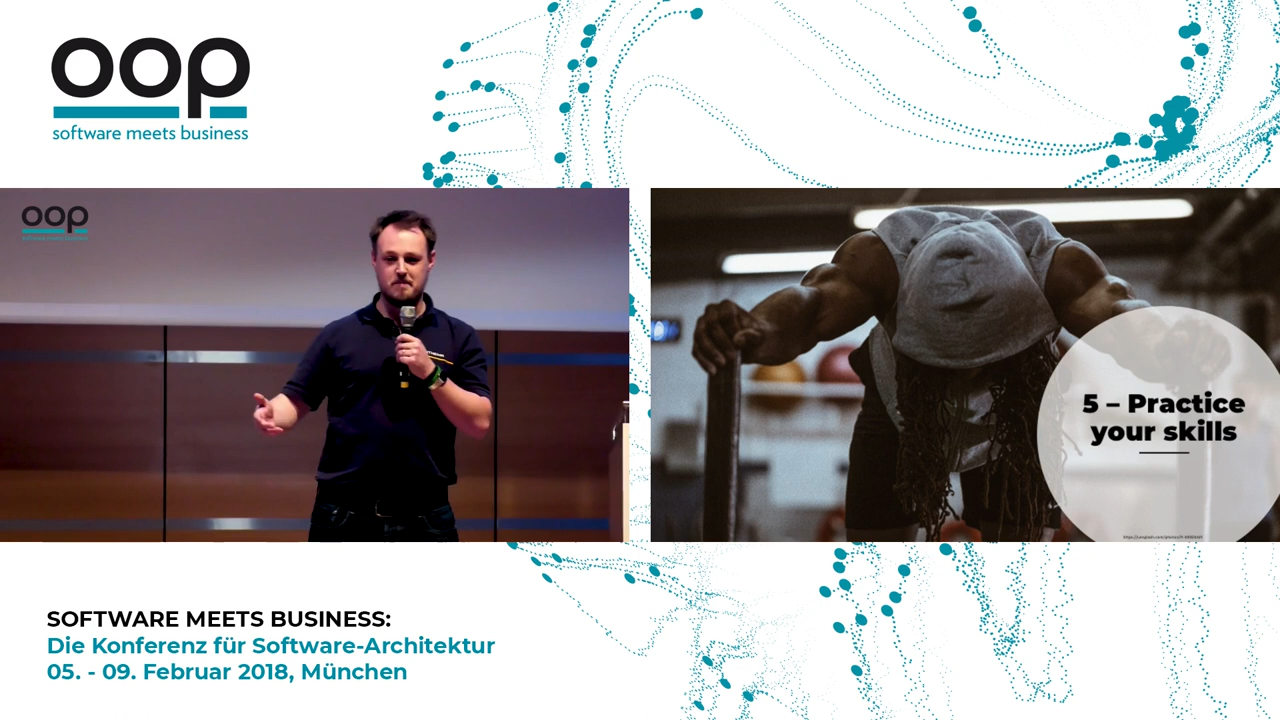 oop
software meets business
oop
5 – Practice
your skills
SOFTWARE MEETS BUSINESS:
Die Konferenz für Software-Architektur
05. - 09. Februar 2018, München